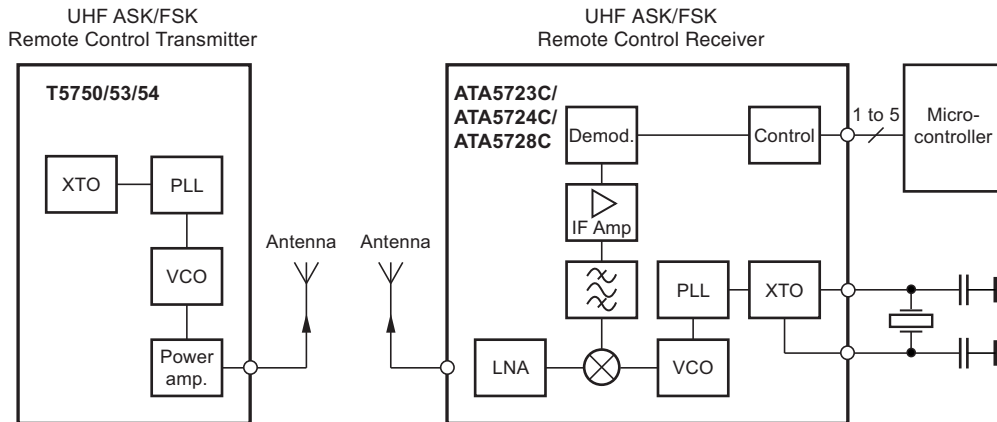 UHF ASK/FSK
Remote Control Transmitter
UHF ASK/FSK
Remote Control Receiver
T5750/53/54
XTO
PLL
VCO
Power
amp.
Antenna
Antenna
ATA5723C/
ATA5724C/
ATA5728C
Demod.
Control
1 to 5
Micro-
controller
IF Amp
PLL
XTO
LNA
VCO